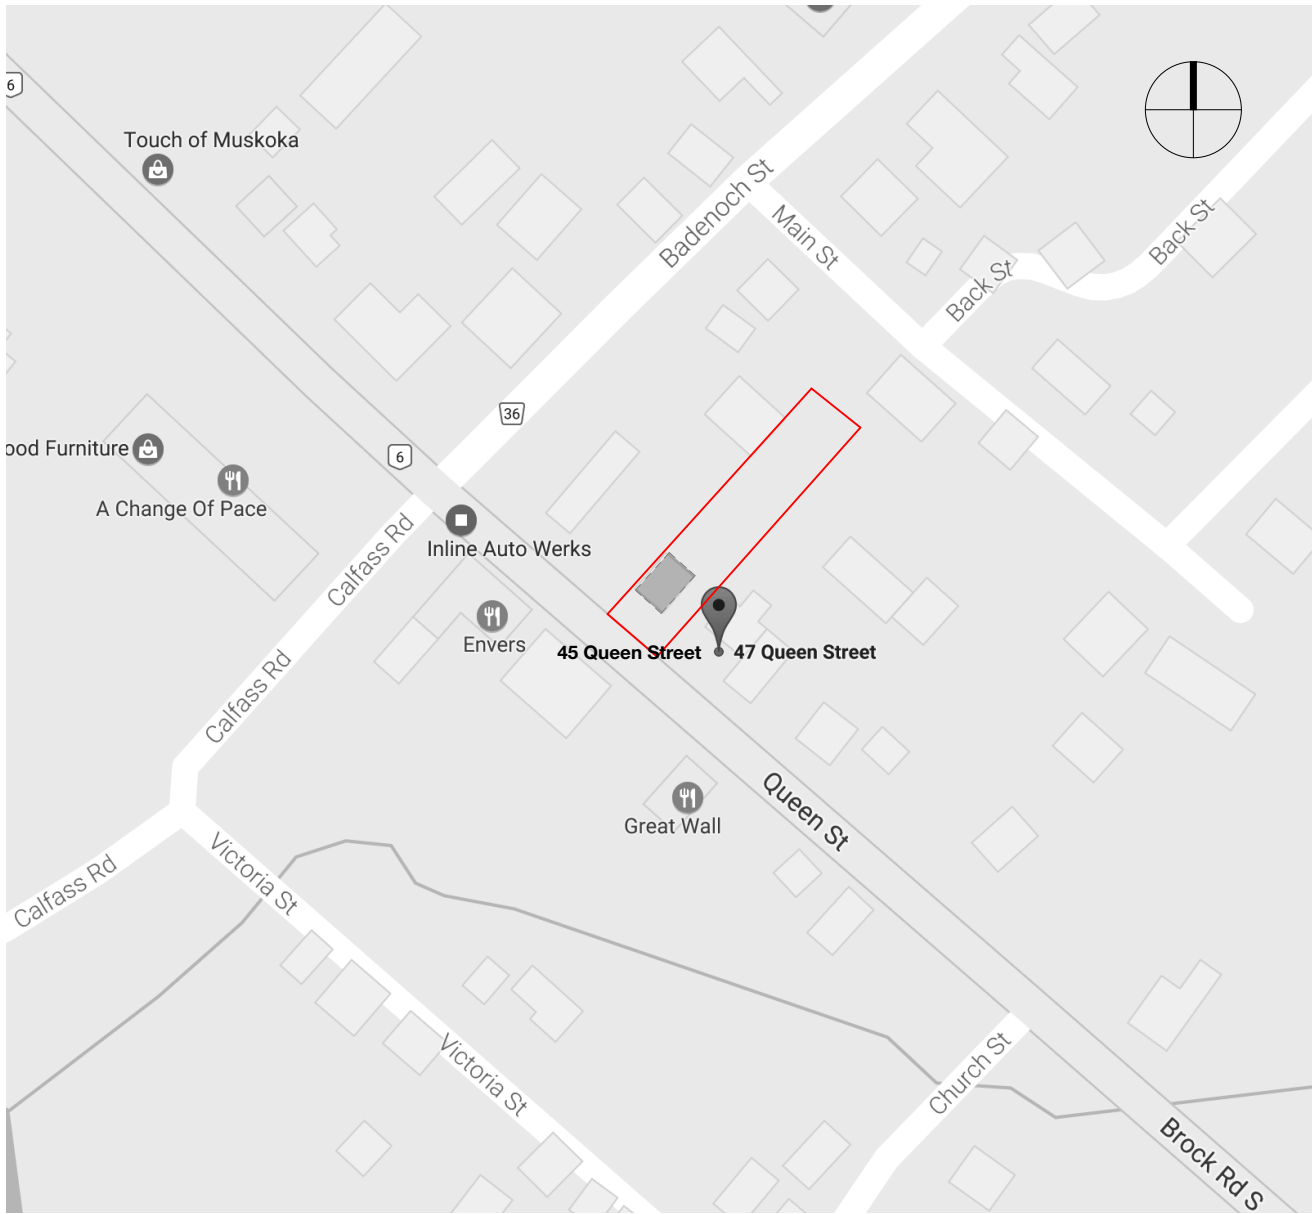 6
Touch of Muskoka
Badenoch St
Main St
Back St
Back St
36
6
ood Furniture
A Change Of Pace
Inline Auto Werks
Calfass Rd
Envers
45 Queen Street
47 Queen Street
Calfass Rd
Great Wall
Queen St
Calfass Rd
Victoria St
Victoria St
Church St
Brock Rd S